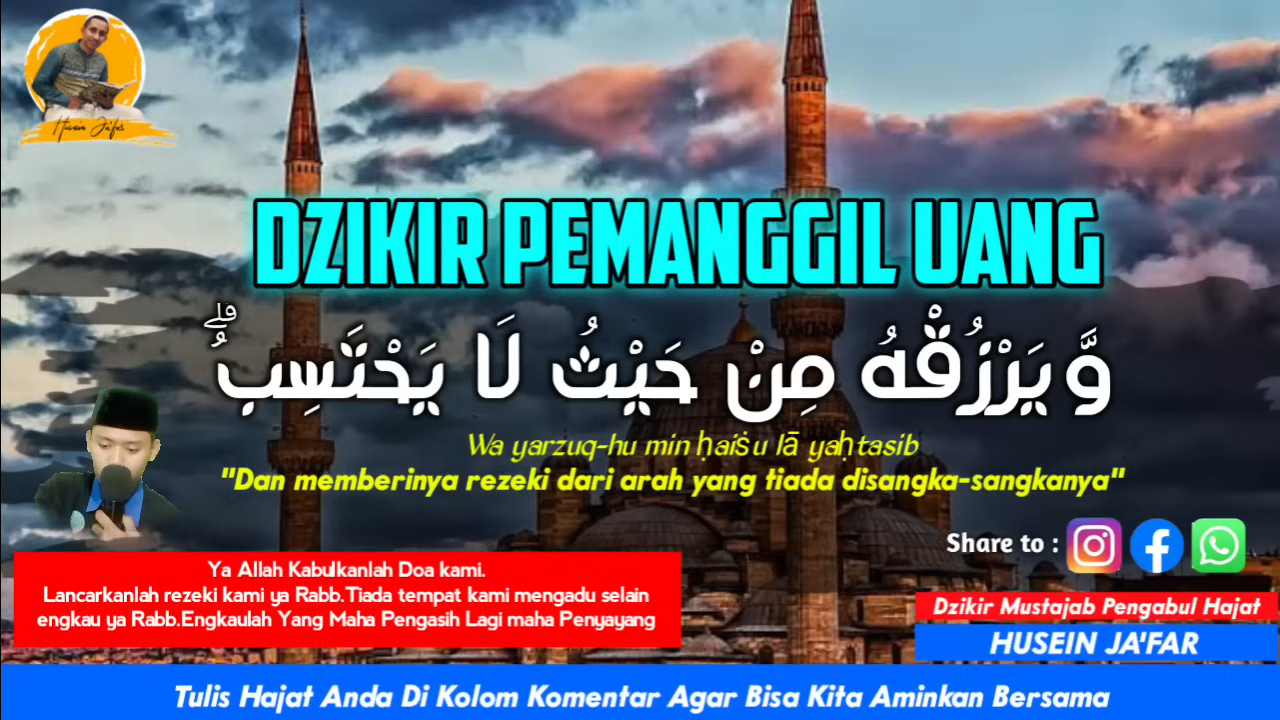 Husein Ja'far
DZIKIR PEMANGGIL UANG
وَّيَرْزُقْهُ مِنْ حَيْثُ لَا يَحْتَسِبُ ۗ
Wa yarzuq-hu min ḥaiṡu lā yaḥtasib
"Dan memberinya rezeki dari arah yang tiada disangka-sangkanya"
Share to :
Ya Allah Kabulkanlah Doa kami.
Lancarkanlah rezeki kami ya Rabb.Tiada tempat kami mengadu selain
engkau ya Rabb.Engkaulah Yang Maha Pengasih Lagi maha Penyayang
Dzikir Mustajab Pengabul Hajat
HUSEIN JA'FAR
Tulis Hajat Anda Di Kolom Komentar Agar Bisa Kita Aminkan Bersama